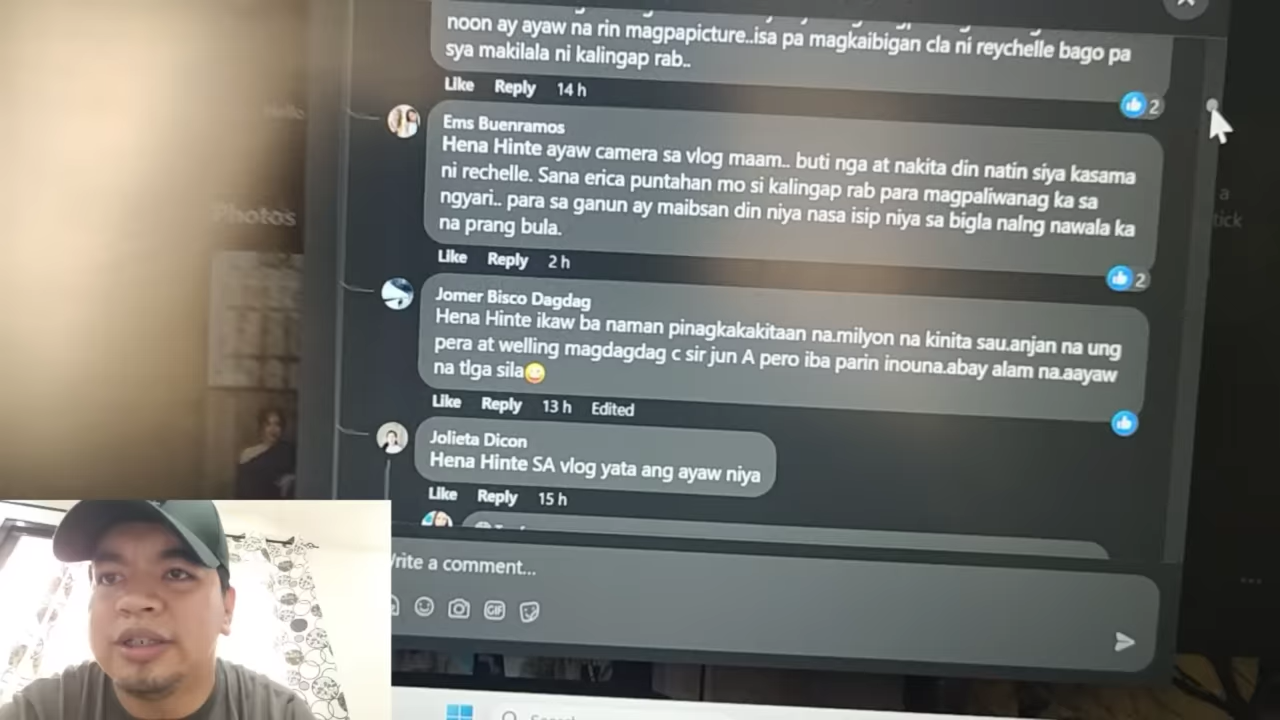 noon ay ayaw na rin magpapicture..isa pa magkaibigan cla ni reychelle bago pa
sya makilala ni kalingap rab..
Like Reply 14 h
2
Ems Buenramos
Hena Hinte ayaw camera sa vlog maam.. buti nga at nakita din natin siya kasama
ni rechelle. Sana erica puntahan mo si kalingap rab para magpaliwanag ka sa
ngyari.. para sa ganun ay maibsan din niya nasa isip niya sa bigla nalng nawala ka
na prang bula.
Like Reply 2 h
2
Jomer Bisco Dagdag
Hena Hinte ikaw ba naman pinagkakakitaan na.milyon na kinita sau.anjan na ung
pera at welling magdagdag c sir jun A pero iba parin inouna.abay alam na.aayaw
na tlga sila
Like Reply 13 h Edited
Jolieta Dicon
Hena Hinte SA vlog yata ang ayaw niya
Like Reply 15 h
Write a comment...
GIF
Photos